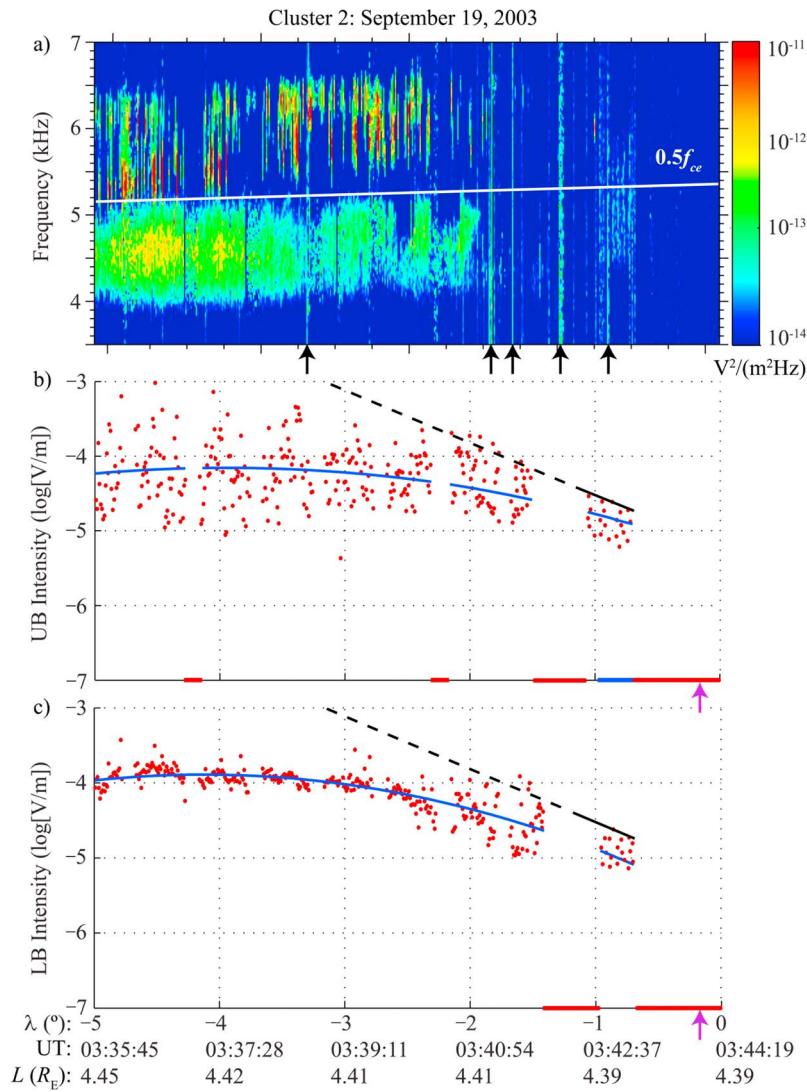 Cluster 2: September 19, 2003
a)
7
6
5
4
Frequency (kHz)
0.5f_ce
10⁻¹¹
10⁻¹²
10⁻¹³
10⁻¹⁴
V²/(m²Hz)
b)
−3
−4
−5
−6
−7
UB Intensity (log[V/m])
c)
−3
−4
−5
−6
−7
LB Intensity (log[V/m])
λ (º): −5 −4 −3 −2 −1 0
UT: 03:35:45 03:37:28 03:39:11 03:40:54 03:42:37 03:44:19
L (R_E) 4.45 4.42 4.41 4.41 4.39 4.39